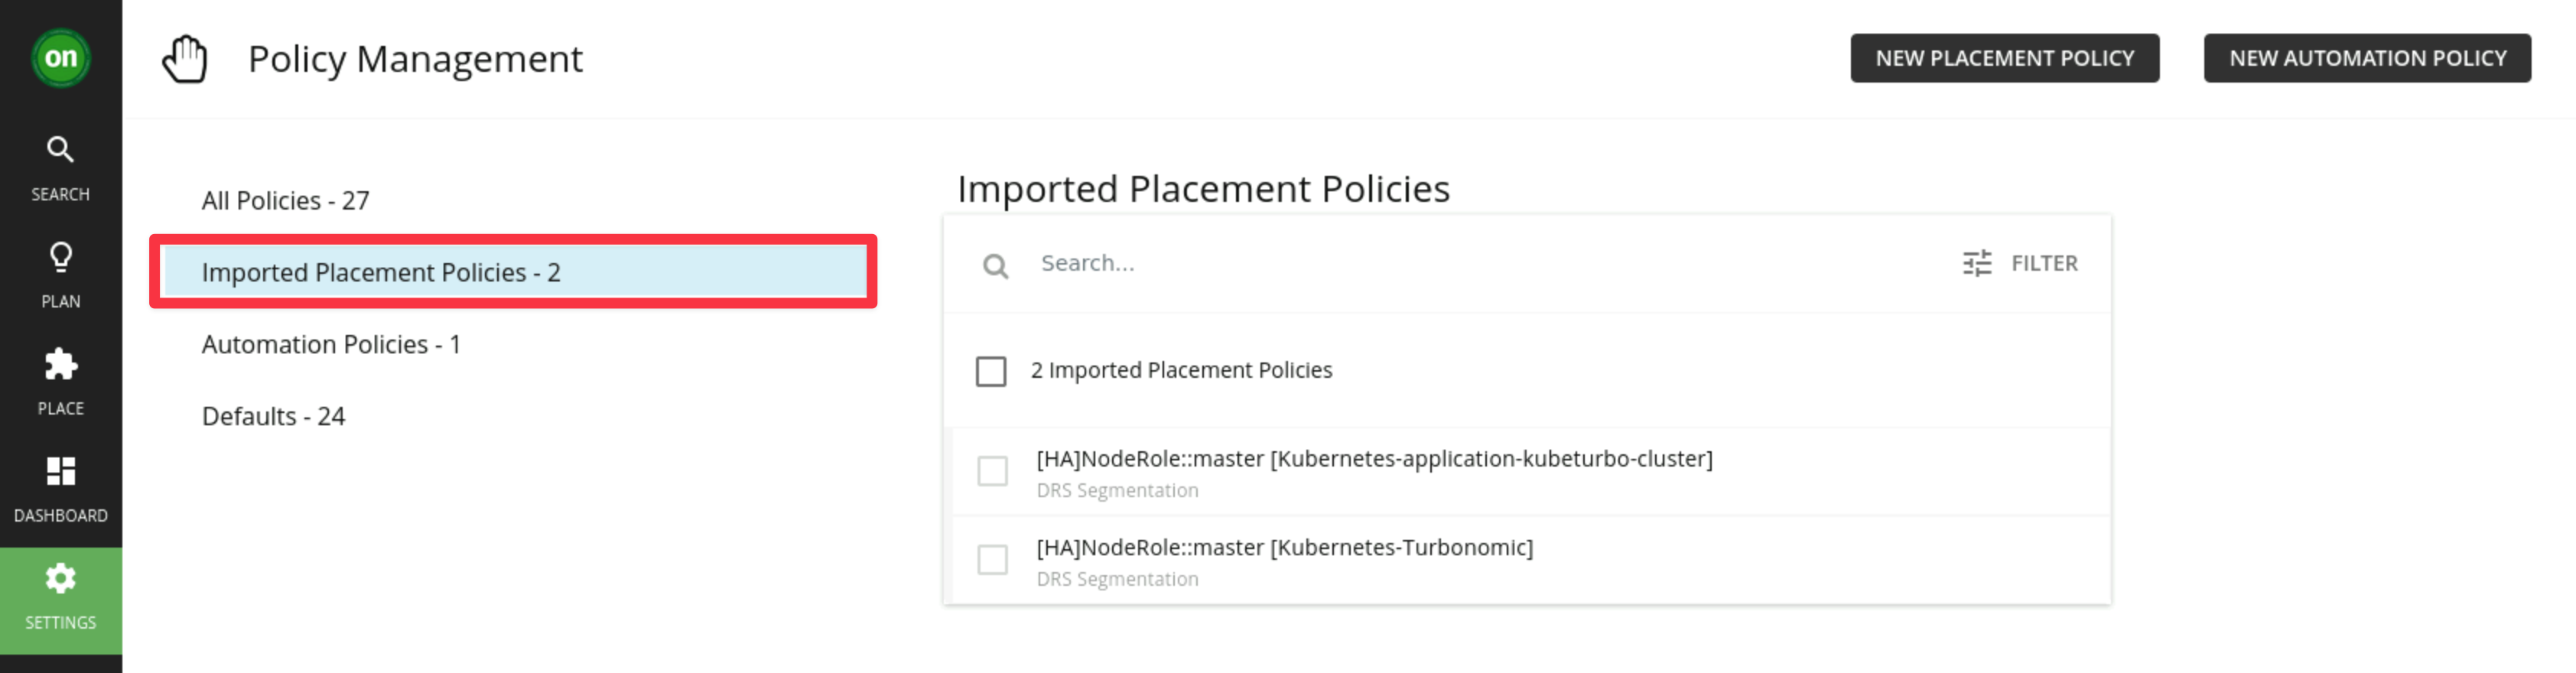 on
Policy Management
NEW PLACEMENT POLICY
NEW AUTOMATION POLICY
SEARCH
PLAN
PLACE
DASHBOARD
SETTINGS
All Policies - 27
Imported Placement Policies - 2
Automation Policies - 1
Defaults - 24
Imported Placement Policies
Search...
FILTER
2 Imported Placement Policies
[HA]NodeRole::master [Kubernetes-application-kubeturbo-cluster]
DRS Segmentation
[HA]NodeRole::master [Kubernetes-Turbonomic]
DRS Segmentation